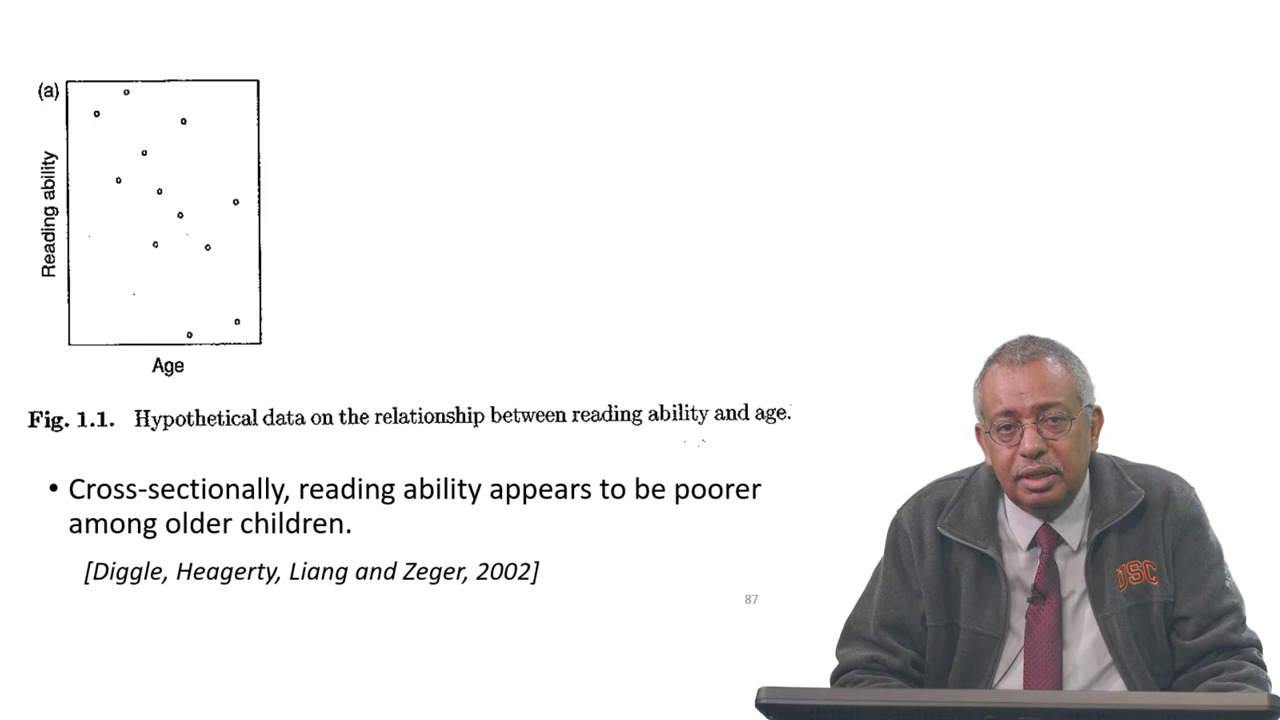 (a)
Reading ability
Age
Fig. 1.1. Hypothetical data on the relationship between reading ability and age.
• Cross-sectionally, reading ability appears to be poorer
among older children.
[Diggle, Heagerty, Liang and Zeger, 2002]
87
USC